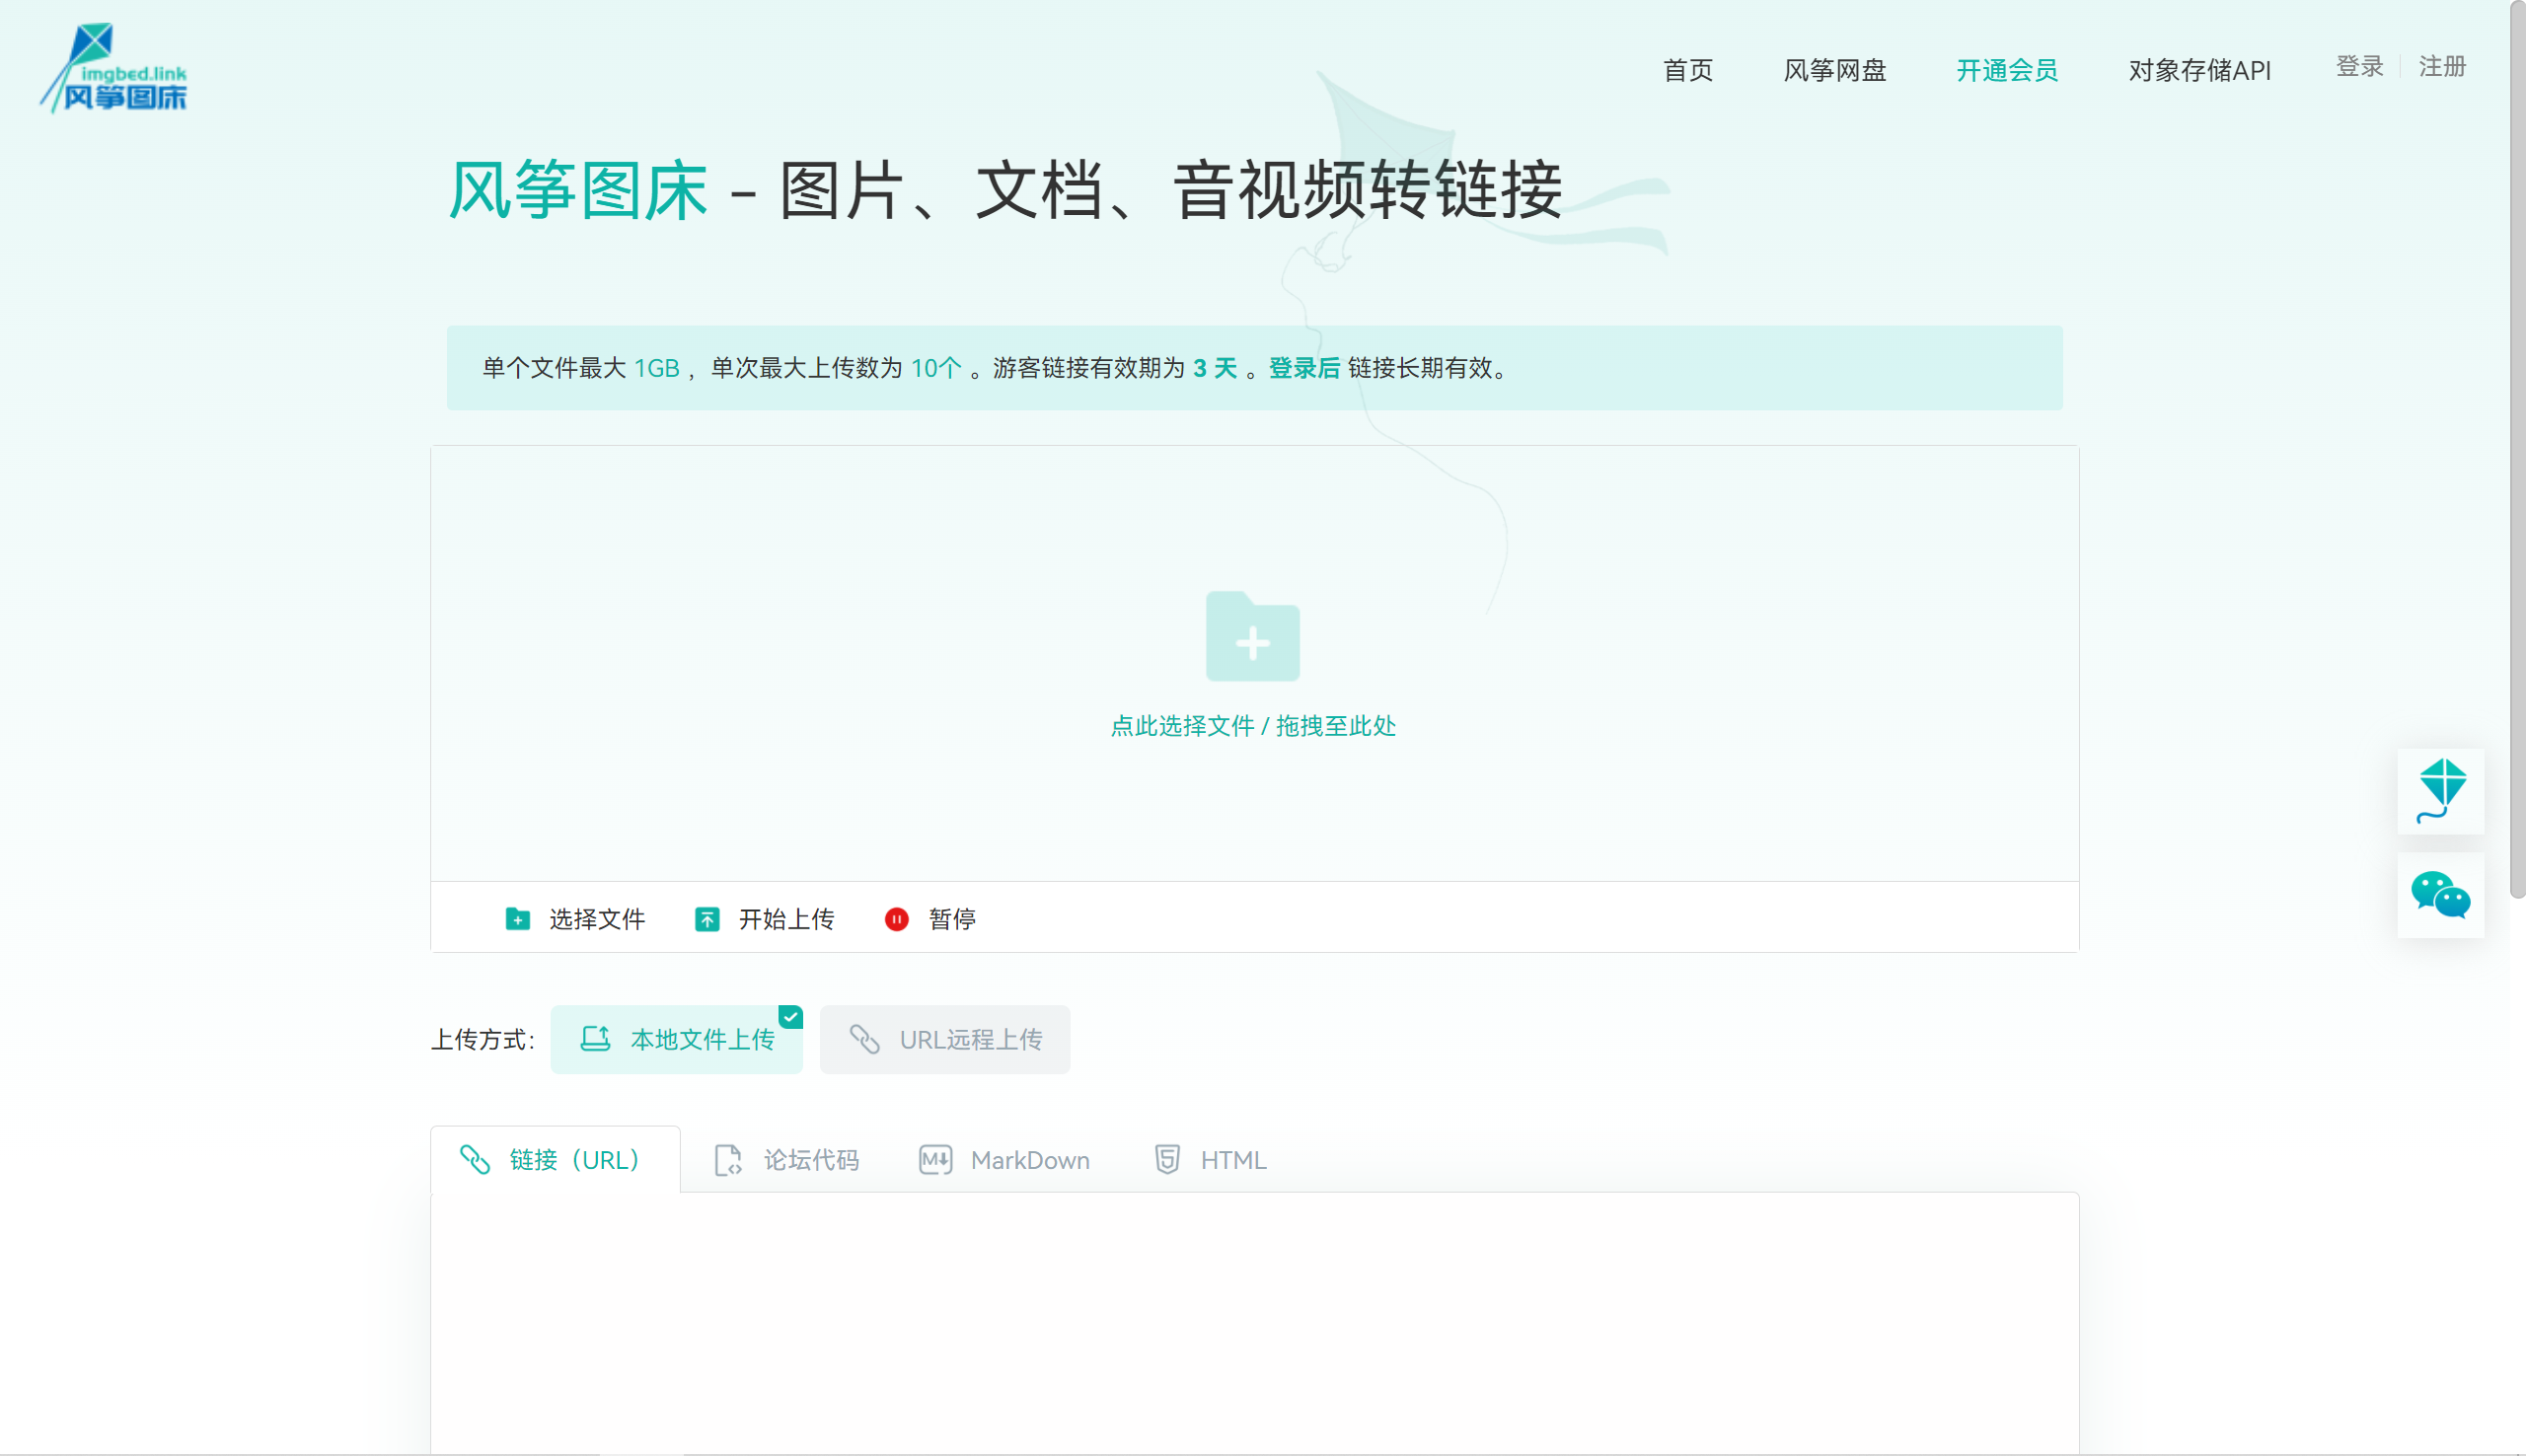 imgbed.link
风筝图床
首页 风筝网盘 开通会员 对象存储API 登录 注册
风筝图床 - 图片、文档、音视频转链接
单个文件最大 1GB ，单次最大上传数为 10个 。游客链接有效期为 3 天 。登录后 链接长期有效。
点此选择文件 / 拖拽至此处
选择文件 开始上传 暂停
上传方式: 本地文件上传 URL远程上传
链接（URL） 论坛代码 MarkDown HTML